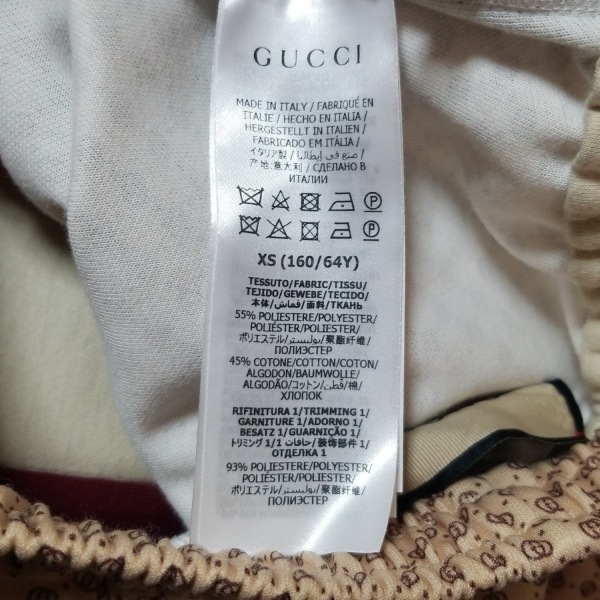 GUCCI
MADE IN ITALY / FABRIQUÉ EN
ITALIE / HECHO EN ITALIA /
HERGESTELLT IN ITALIEN /
FABRICADO EM ITÁLIA /
イタリア製 / صنع في إيطاليا /
产地:意大利 / СДЕЛАНО В
ИТАЛИИ
P
P
XS (160/64Y)
TESSUTO/FABRIC/TISSU/
TEJIDO/GEWEBE/TECIDO/
本体/قماش/面料/ТКАНЬ
55% POLIESTERE/POLYESTER/
POLIÉSTER/POLYESTER/
POLIÉSTER/
ポリエステル/بوليستر/聚酯纤维/
ПОЛИЭСТЕР
45% COTONE/COTTON/COTON/
ALGODON/BAUMWOLLE/
ALGODÃO/コットン/قطن/棉/
ХЛОПОК
RIFINITURA 1/TRIMMING 1/
GARNITURE 1/ADORNO 1/
BESATZ 1/GUARNIÇÃO 1/
トリミング 1/1 حافات/装饰部件 1/
ОТДЕЛКА 1
93% POLIESTERE/POLYESTER/
POLYESTER/POLIÉSTER/
POLYESTER/POLIÉSTER/
ポリエステル/بوليستر/聚酯纤维/
ПОЛИЭСТЕР